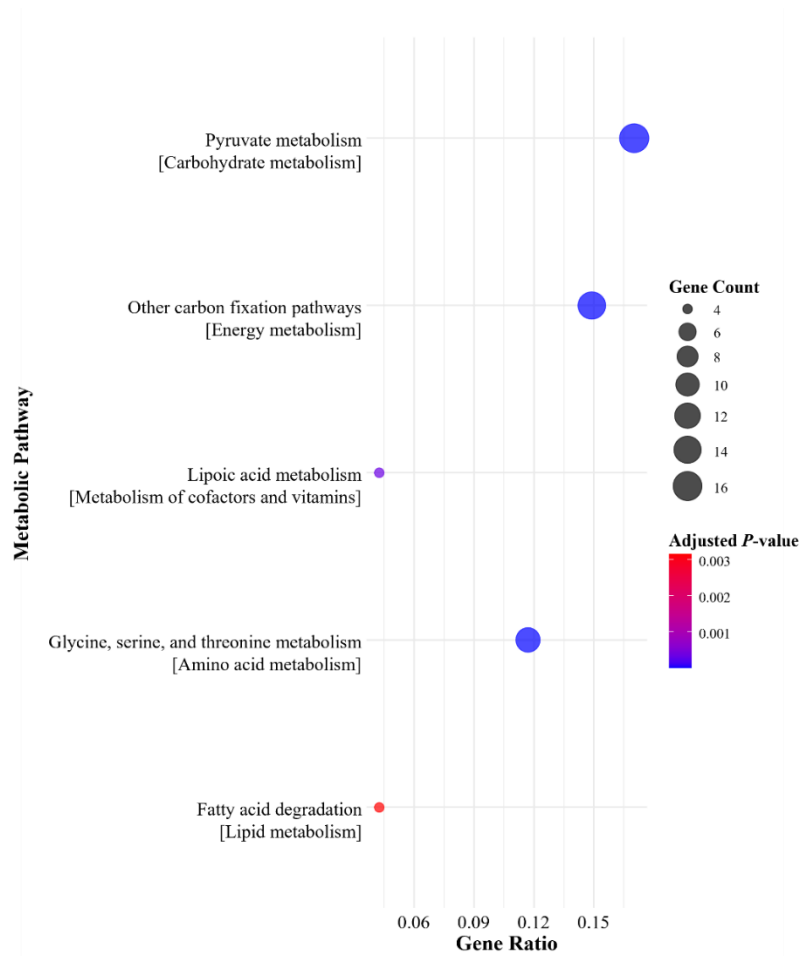 Metabolic Pathway
Pyruvate metabolism
[Carbohydrate metabolism]
Other carbon fixation pathways
[Energy metabolism]
Lipoic acid metabolism
[Metabolism of cofactors and vitamins]
Glycine, serine, and threonine metabolism
[Amino acid metabolism]
Fatty acid degradation
[Lipid metabolism]
0.06 0.09 0.12 0.15
Gene Ratio
Gene Count
4
6
8
10
12
14
16
Adjusted P-value
0.003
0.002
0.001